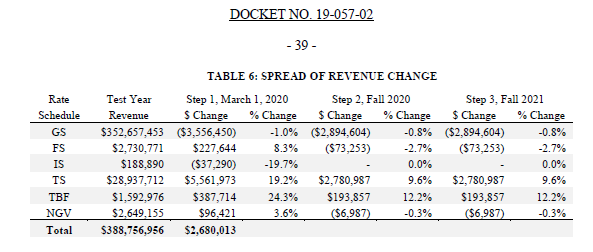 DOCKET NO. 19-057-02
- 39 -
TABLE 6: SPREAD OF REVENUE CHANGE
Rate Test Year Step 1, March 1, 2020 Step 2, Fall 2020 Step 3, Fall 2021
Schedule Revenue $ Change % Change $ Change % Change $ Change % Change
GS $352,657,453 ($3,556,450) -1.0% ($2,894,604) -0.8% ($2,894,604) -0.8%
FS $2,730,771 $227,644 8.3% ($73,253) -2.7% ($73,253) -2.7%
IS $188,890 ($37,290) -19.7% - 0.0% - 0.0%
TS $28,937,712 $5,561,973 19.2% $2,780,987 9.6% $2,780,987 9.6%
TBF $1,592,976 $387,714 24.3% $193,857 12.2% $193,857 12.2%
NGV $2,649,155 $96,421 3.6% ($6,987) -0.3% ($6,987) -0.3%
Total $388,756,956 $2,680,013